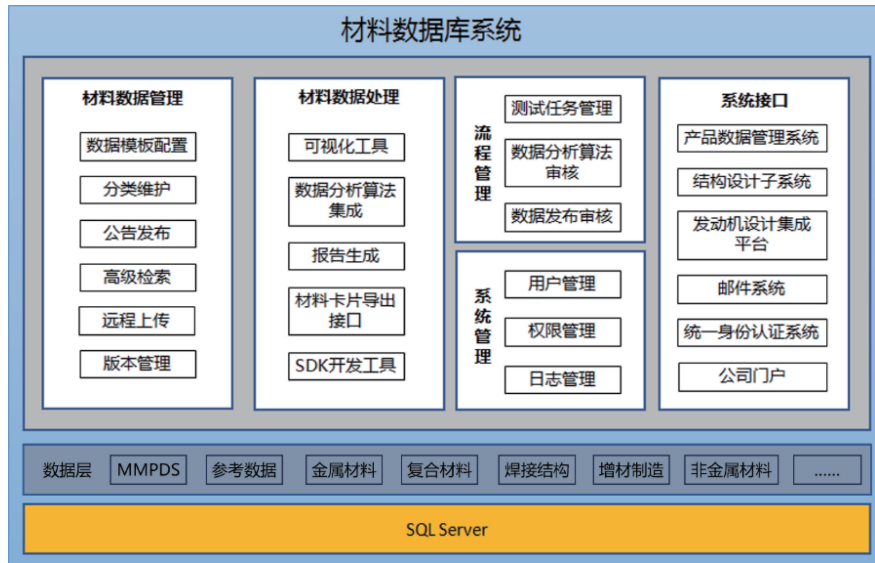 材料数据库系统
材料数据管理
数据模板配置
分类维护
公告发布
高级检索
远程上传
版本管理
材料数据处理
可视化工具
数据分析算法
集成
报告生成
材料卡片导出
接口
SDK开发工具
流程管理
测试任务管理
数据分析算法
审核
数据发布审核
系统管理
用户管理
权限管理
日志管理
系统接口
产品数据管理系统
结构设计子系统
发动机设计集成
平台
邮件系统
统一身份认证系统
公司门户
数据层 MMPDS 参考数据 金属材料 复合材料 焊接结构 增材制造 非金属材料 ......
SQL Server